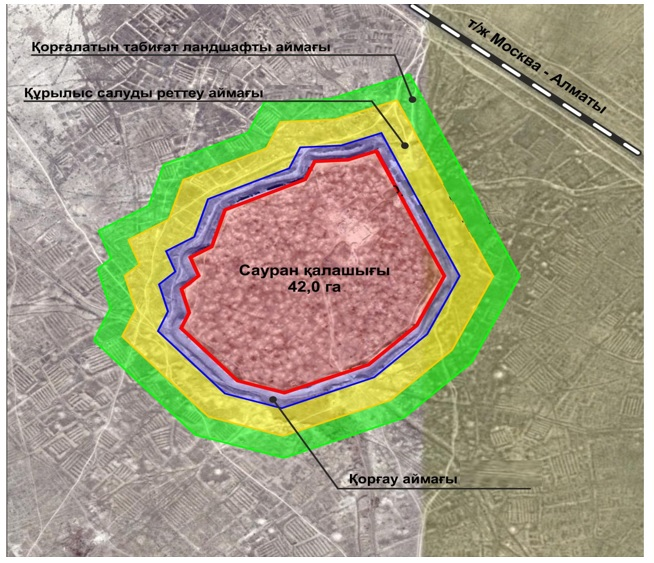 т/ж Москва - Алматы
Қорғалатын табиғат ландшафты аймағы
Құрылыс салуды реттеу аймағы
Сауран қалашығы
42,0 га
Қорғау аймағы